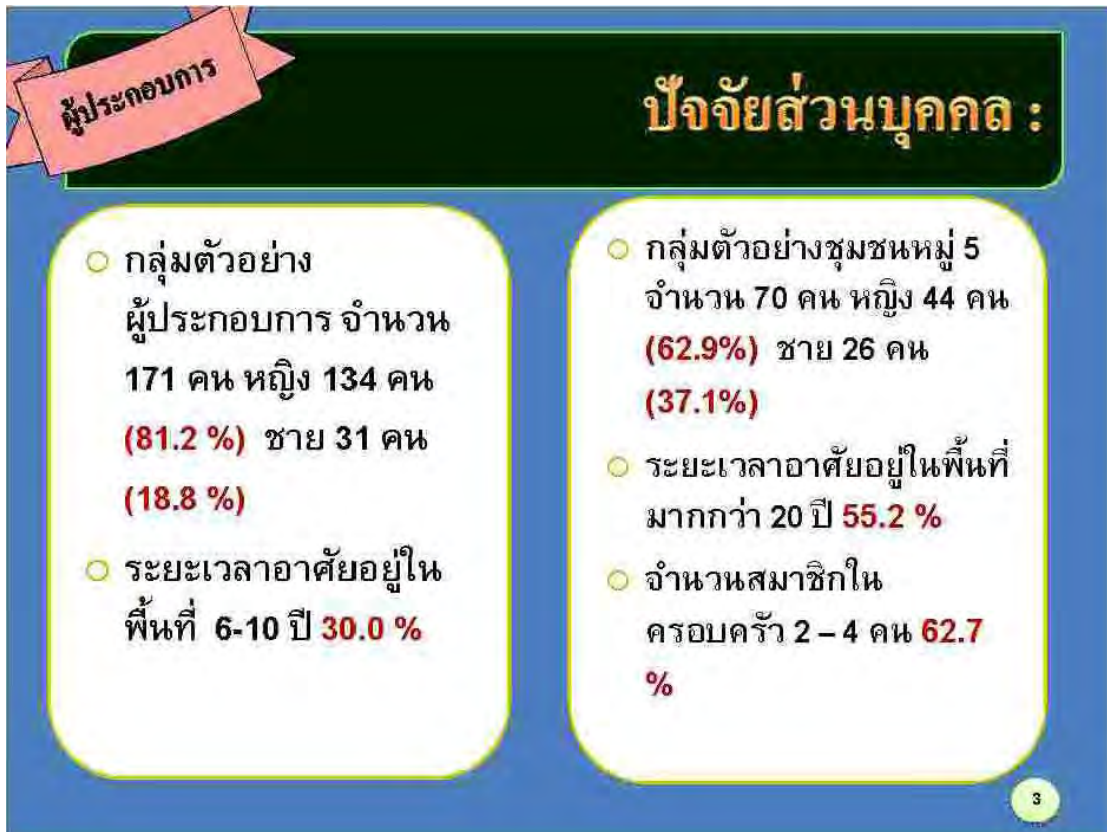 ผู้ประกอบการ
ปัจจัยส่วนบุคคล :
กลุ่มตัวอย่าง
ผู้ประกอบการ จำนวน
171 คน หญิง 134 คน
(81.2 %) ชาย 31 คน
(18.8 %)
ระยะเวลาอาศัยอยู่ใน
พื้นที่ 6-10 ปี 30.0 %
กลุ่มตัวอย่างชุมชนหมู่ 5
จำนวน 70 คน หญิง 44 คน
(62.9%) ชาย 26 คน
(37.1%)
ระยะเวลาอาศัยอยู่ในพื้นที่
มากกว่า 20 ปี 55.2 %
จำนวนสมาชิกใน
ครอบครัว 2 – 4 คน 62.7
%
3